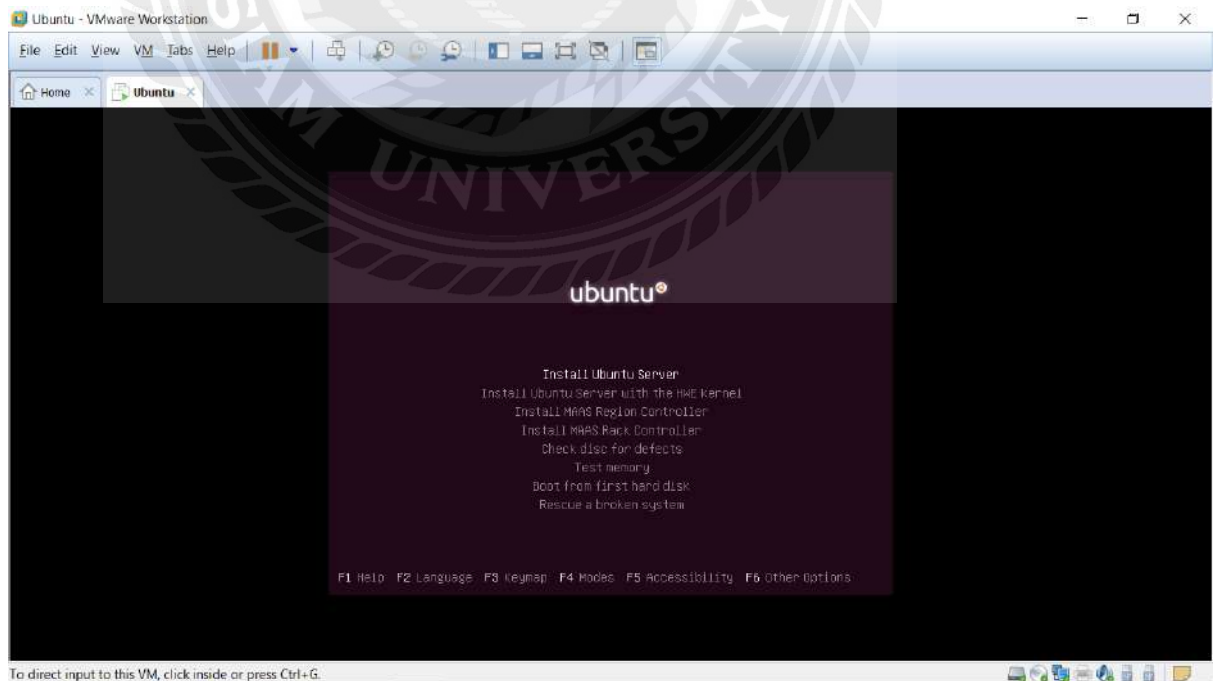 Ubuntu - VMware Workstation
File Edit View VM Tabs Help
Home Ubuntu
AM UNIVERSITY
ubuntu
Install Ubuntu Server
Install Ubuntu Server with the HWE kernel
Install MAAS Region Controller
Install MAAS Rack Controller
Check disc for defects
Test memory
Boot from first hard disk
Rescue a broken system
F1 Help F2 Language F3 Keymap F4 Modes F5 Accessibility F6 Other Options
To direct input to this VM, click inside or press Ctrl+G.